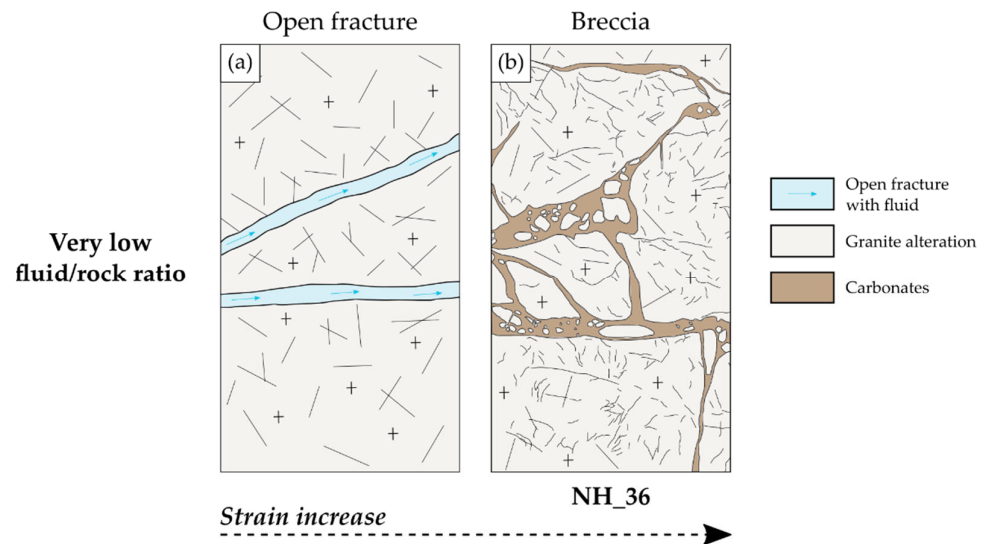 Open fracture
Breccia
(a)
(b)
Very low
fluid/rock ratio
Open fracture
with fluid
Granite alteration
Carbonates
NH_36
Strain increase